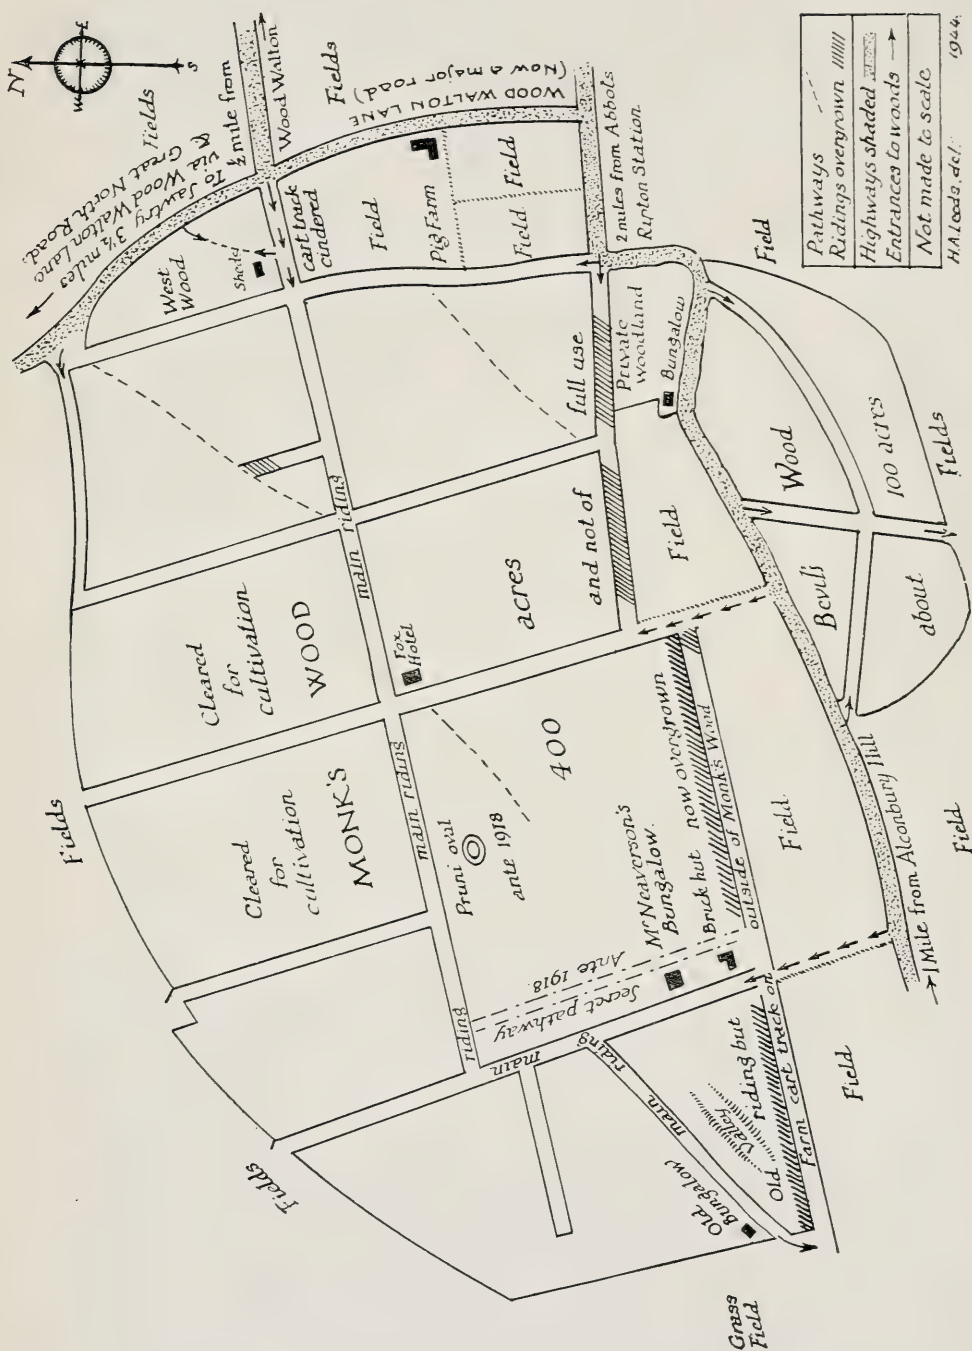 N
E
W
S
To Sawtry 3½ miles
via Wood Walton Lane
Great North Road.
Fields
½ mile from
Wood Walton
Fields
WOOD WALTON LANE
(NOW a major road)
West
Wood
Sheds
cart track
cindered
Field
Pig Farm
Field
Field
2 miles from Abbots
Ripton Station
Field
Pathways
Ridings overgrown
Highways shaded
Entrances to woods
Not made to scale
H.A.Leeds. del.
1944.
Fields
Cleared
for
cultivation
MONK'S
Cleared
for
cultivation
WOOD
riding
main riding
main
riding
Fox
Hotel
Pruni oval
ante 1918
400
acres
and not of
full use
Private
Woodland
Bungalow
Field
Secret pathway
Ante 1918.
Mr Neaverson's
Bungalow.
Brick hut
now overgrown
outside of Monk's Wood
Field
Bevill's
Wood
about
100 acres
Fields
Fields
main
riding
main
Old
Bungalow
Valley
Old
riding but
Farm cart track on
Grass
Field
Field
1 Mile from Alconbury Hill
Field